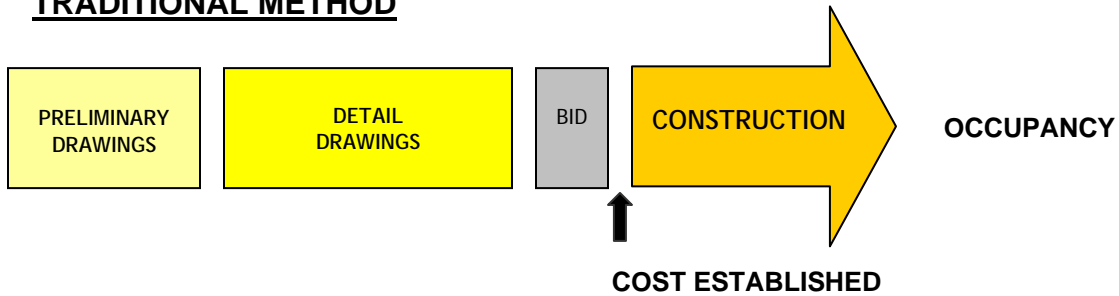 TRADITIONAL METHOD
PRELIMINARY
DRAWINGS
DETAIL
DRAWINGS
BID
CONSTRUCTION
OCCUPANCY
COST ESTABLISHED